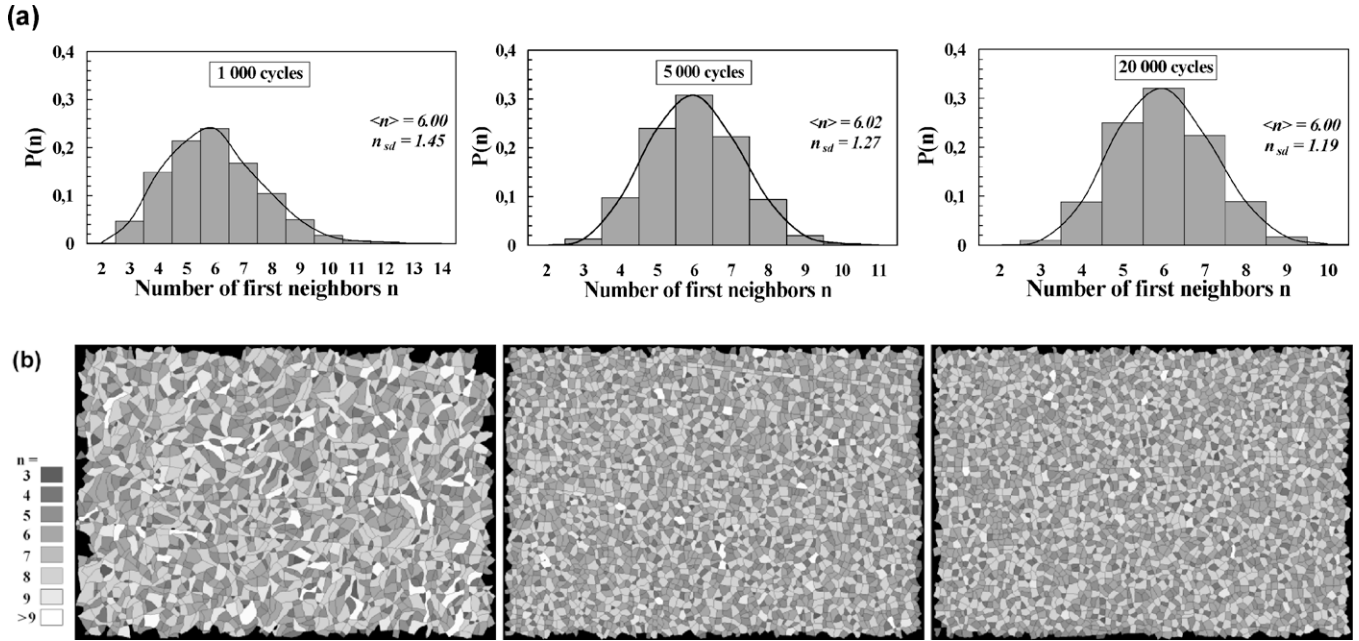 (a)
0,4
0,3
0,2
0,1
0
P(n)
1 000 cycles
<n> = 6.00
n sd = 1.45
2 3 4 5 6 7 8 9 10 11 12 13 14
Number of first neighbors n
0,4
0,3
0,2
0,1
0
P(n)
5 000 cycles
<n> = 6.02
n sd = 1.27
2 3 4 5 6 7 8 9 10 11
Number of first neighbors n
0,4
0,3
0,2
0,1
0
P(n)
20 000 cycles
<n> = 6.00
n sd = 1.19
2 3 4 5 6 7 8 9 10
Number of first neighbors n
(b)
n =
3
4
5
6
7
8
9
>9